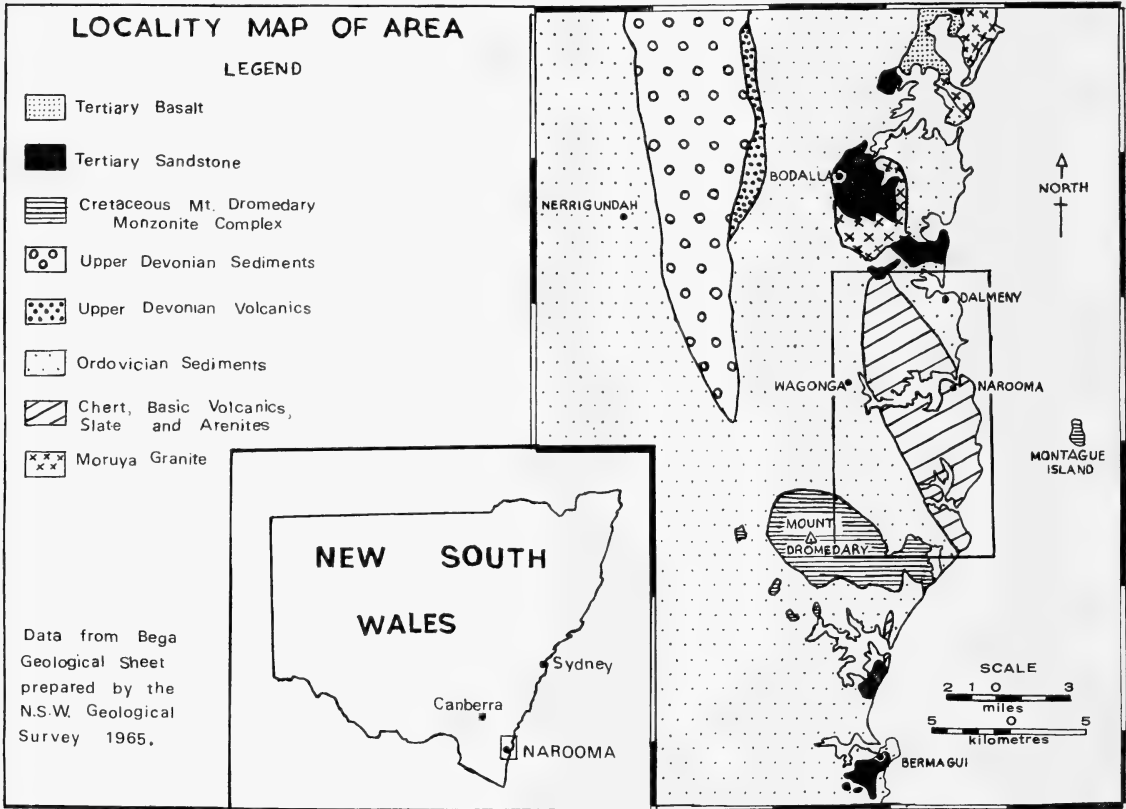 LOCALITY MAP OF AREA
LEGEND
Tertiary Basalt
Tertiary Sandstone
Cretaceous Mt. Dromedary
Monzonite Complex
Upper Devonian Sediments
Upper Devonian Volcanics
Ordovician Sediments
Chert, Basic Volcanics,
Slate and Arenites
Moruya Granite
Data from Bega
Geological Sheet
prepared by the
N.S.W. Geological
Survey 1965.
NEW SOUTH
WALES
Sydney
Canberra
NAROOMA
NERRIGUNDAH
BODALLA
NORTH
DALMENY
WAGONGA
NAROOMA
MONTAGUE
ISLAND
MOUNT
DROMEDARY
SCALE
2 1 0 3
miles
5 0 5
kilometres
BERMAGUI